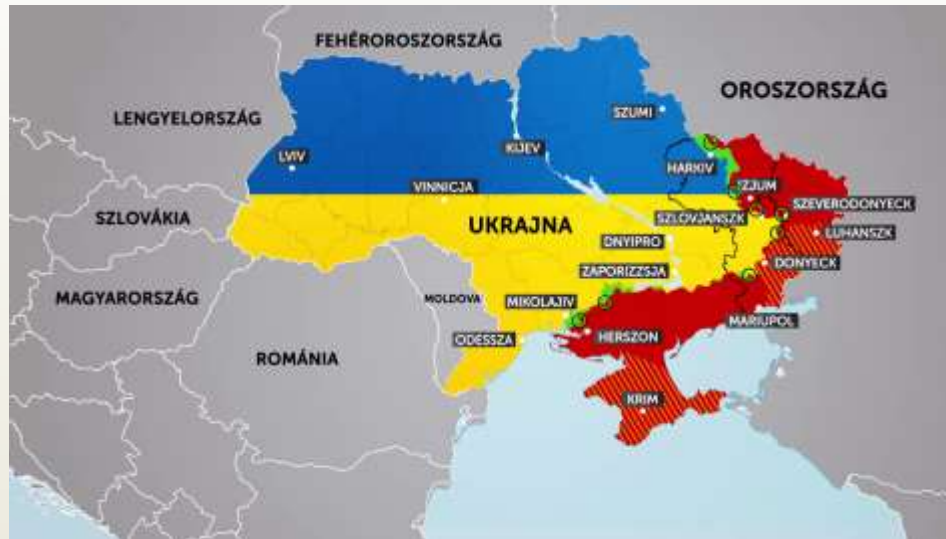 FEHÉROROSZORSZÁG
OROSZORSZÁG
LENGYELORSZÁG
SZUMI
KIJEV
LVIV
HARKIV
VINNICJA
IZJUM
SZEVERODONYECK
SZLOVÁKIA
SZLOVJANSZK
UKRAJNA
LUHANSZK
DNYIPRO
DONYECK
ZAPORIZZSJA
MAGYARORSZÁG
MOLDOVA
MIKOLAJIV
MARIUPOL
ODESSZA
HERSZON
ROMÁNIA
KRIM